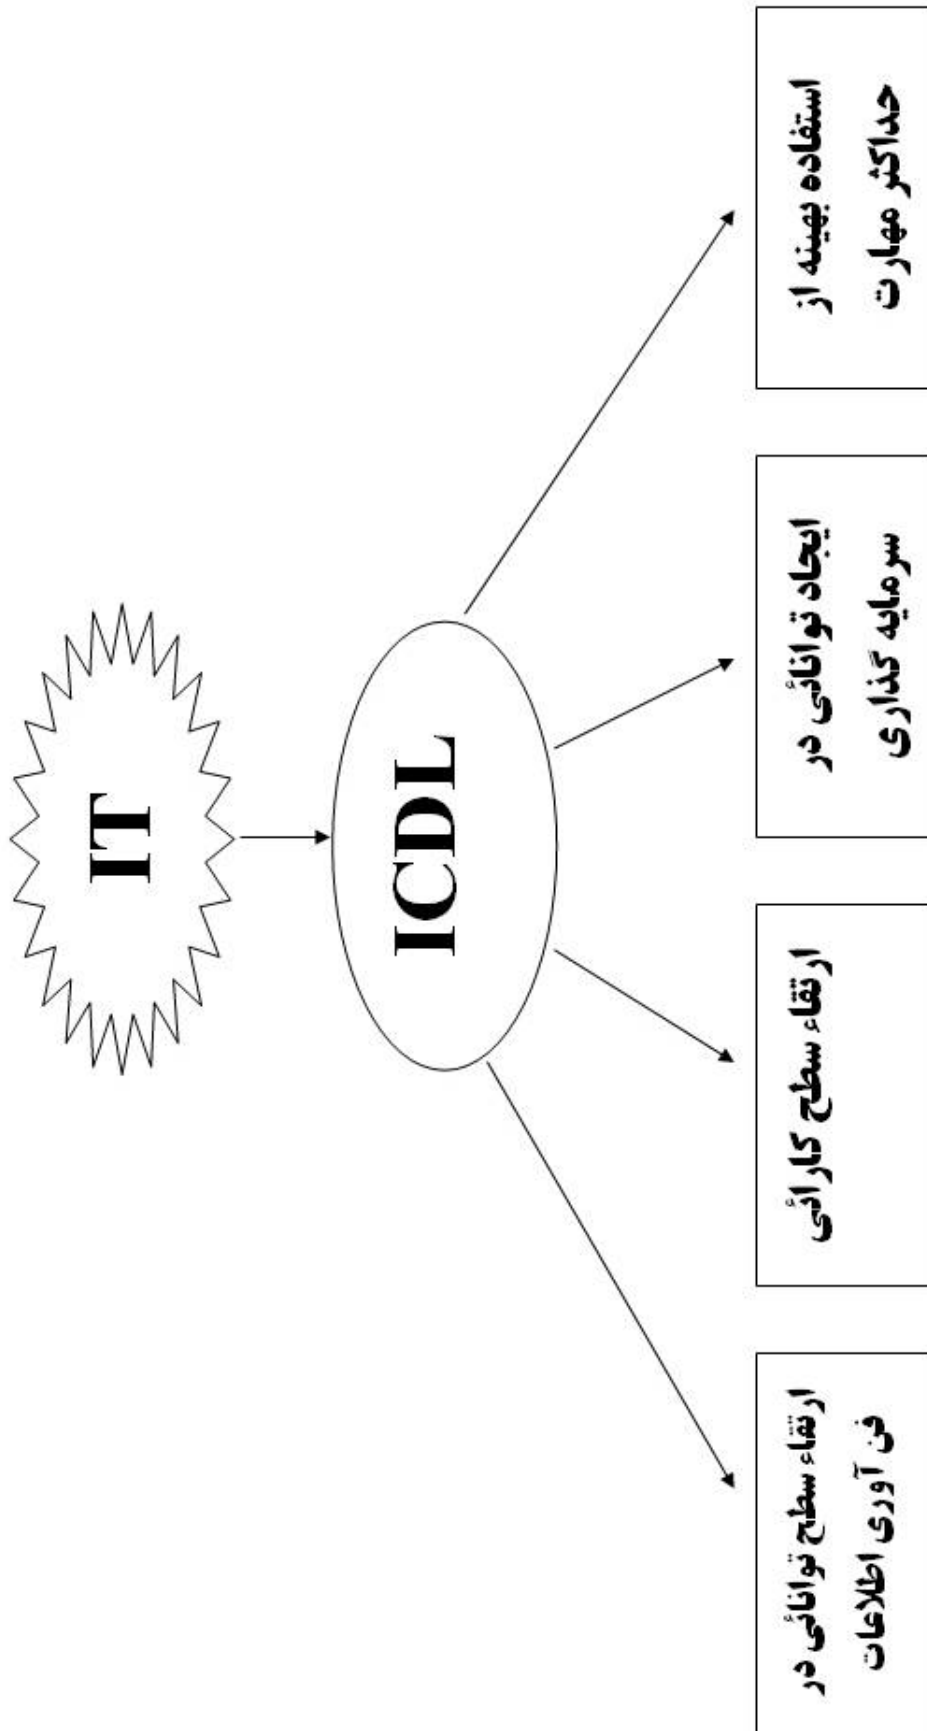 IT
ICDL
استفاده بهینه از
حداکثر مهارت
ایجاد توانائی در
سرمایه گذاری
ارتقاء سطح کارائی
ارتقاء سطح توانائی در
فن آوری اطلاعات